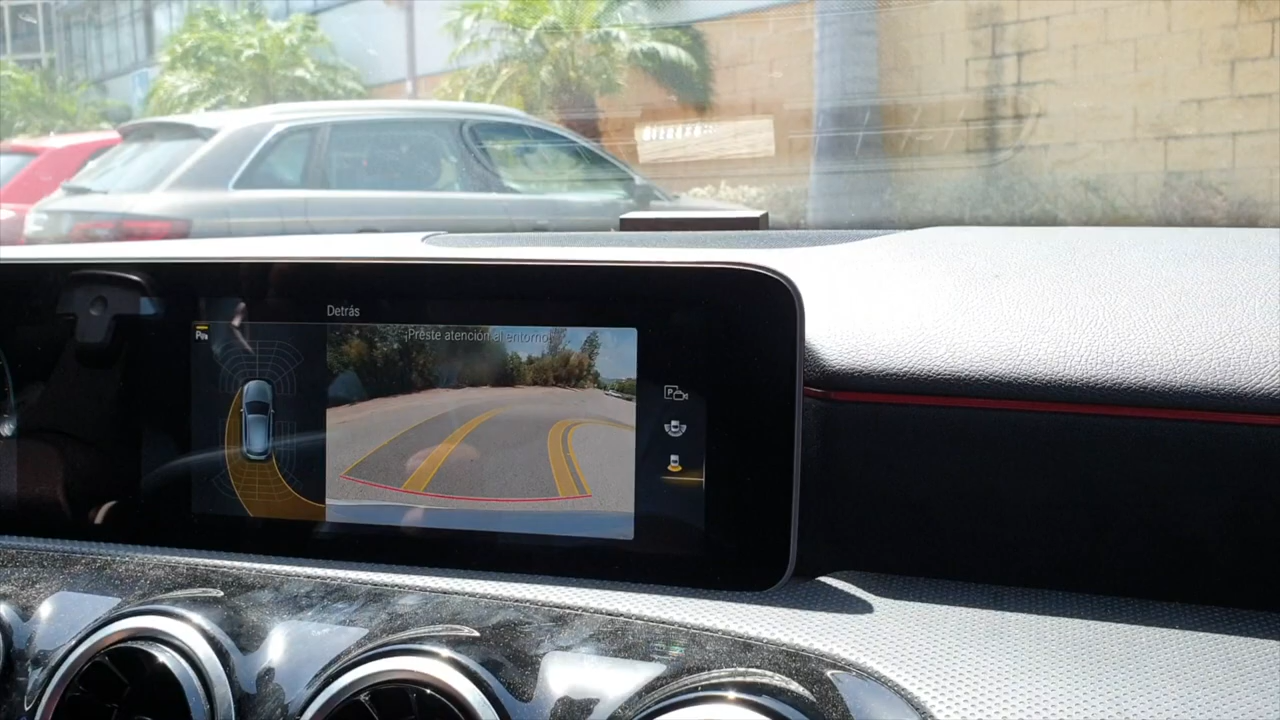 Detrás
¡Preste atención al entorno!
P